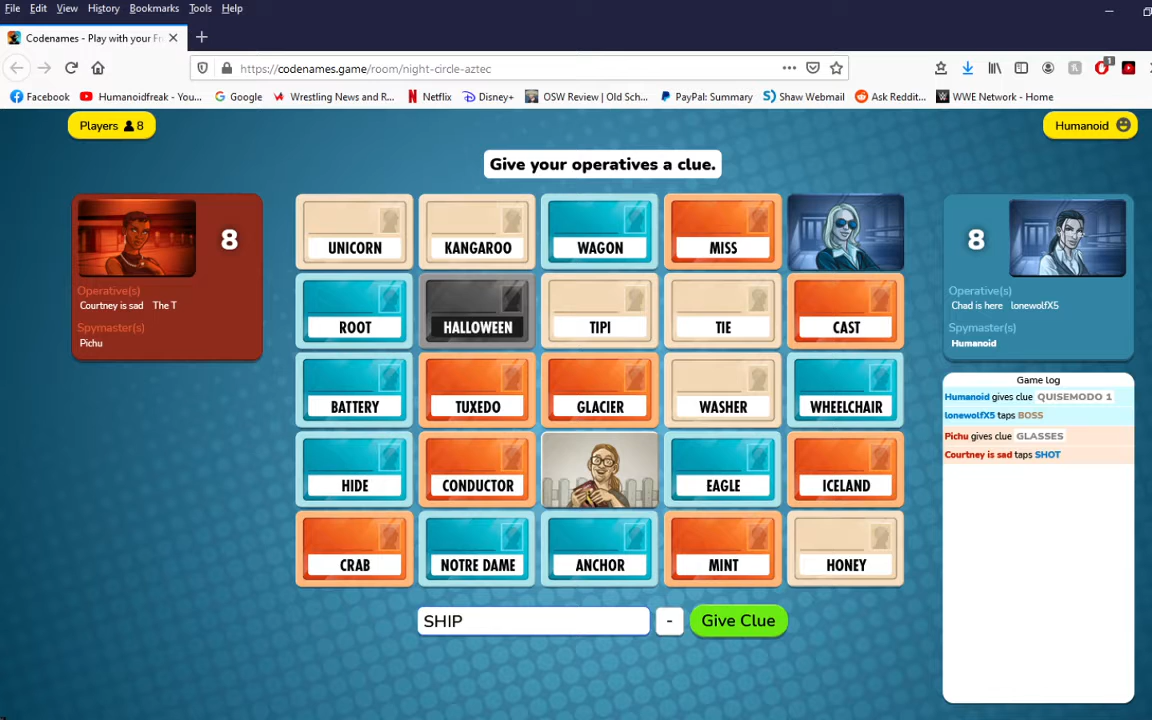 File Edit View History Bookmarks Tools Help
Codenames - Play with your Fr
https://codenames.game/room/night-circle-aztec
1
Facebook Humanoidfreak - You... Google Wrestling News and R... Netflix Disney+ OSW Review | Old Sch... PayPal: Summary Shaw Webmail Ask Reddit... WWE Network - Home
Players 8
Humanoid
Give your operatives a clue.
8
Operative(s)
Courtney is sad The T
Spymaster(s)
Pichu
UNICORN KANGAROO WAGON MISS
ROOT HALLOWEEN TIPI TIE CAST
BATTERY TUXEDO GLACIER WASHER WHEELCHAIR
HIDE CONDUCTOR EAGLE ICELAND
CRAB NOTRE DAME ANCHOR MINT HONEY
SHIP - Give Clue
8
Operative(s)
Chad is here lonewolfX5
Spymaster(s)
Humanoid
Game log
Humanoid gives clue QUISEMODO 1
lonewolfX5 taps BOSS
Pichu gives clue GLASSES
Courtney is sad taps SHOT